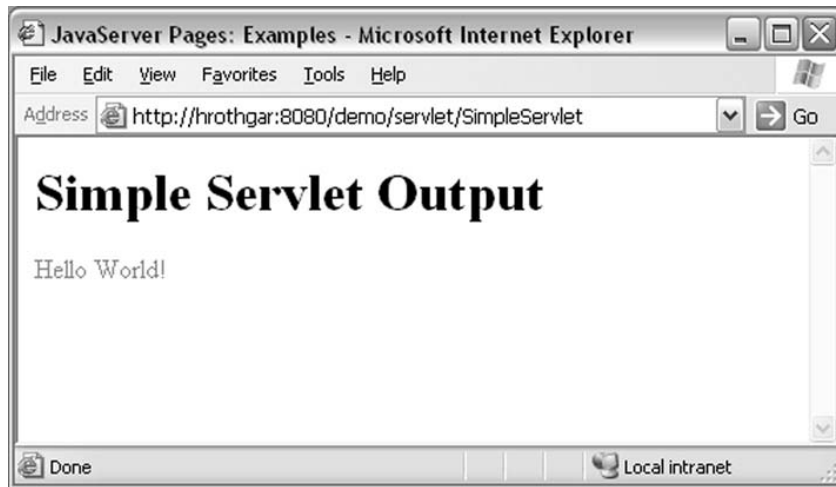 JavaServer Pages: Examples - Microsoft Internet Explorer
File Edit View Favorites Tools Help
Address http://hrothgar:8080/demo/servlet/SimpleServlet Go
Simple Servlet Output
Hello World!
Done Local intranet